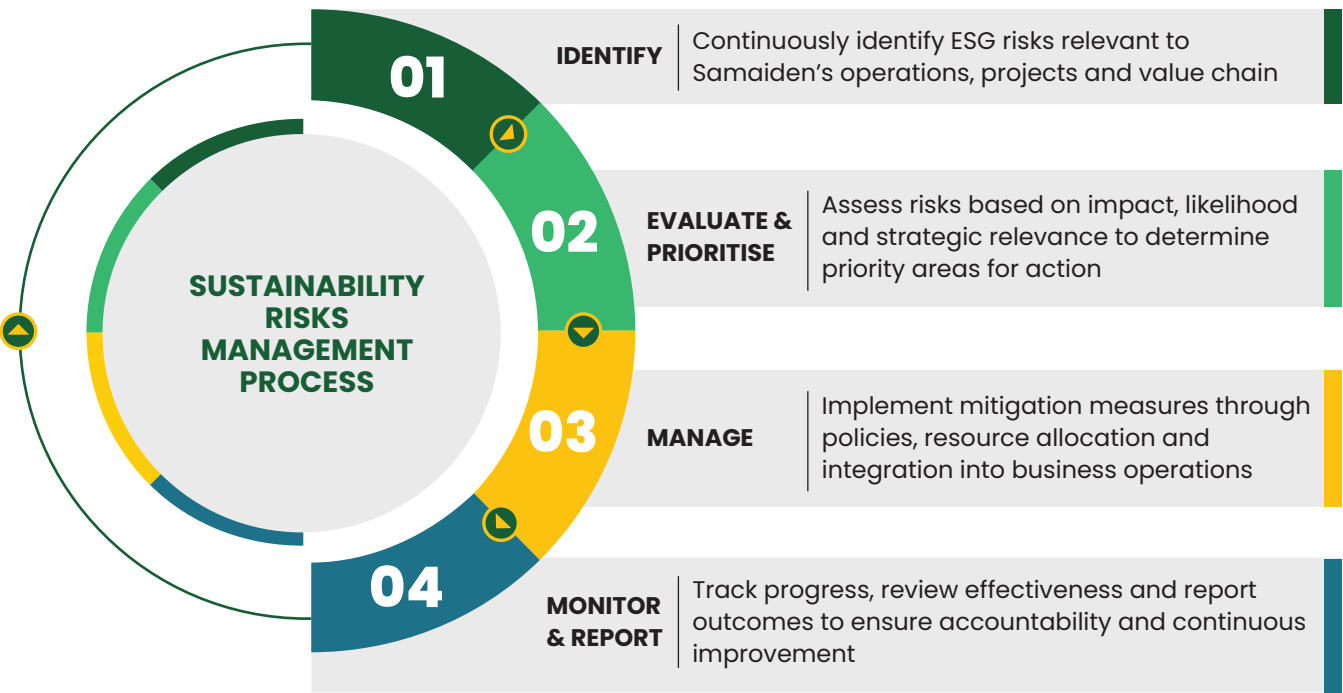 SUSTAINABILITY
RISKS
MANAGEMENT
PROCESS
01
IDENTIFY
Continuously identify ESG risks relevant to
Samaiden’s operations, projects and value chain
02
EVALUATE &
PRIORITISE
Assess risks based on impact, likelihood
and strategic relevance to determine
priority areas for action
03
MANAGE
Implement mitigation measures through
policies, resource allocation and
integration into business operations
04
MONITOR
& REPORT
Track progress, review effectiveness and report
outcomes to ensure accountability and continuous
improvement